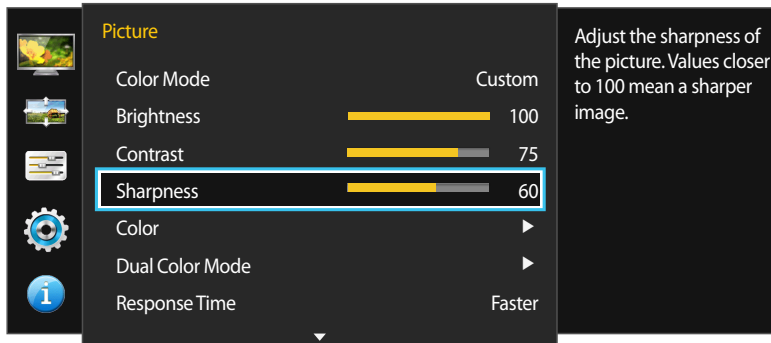 Picture
Color Mode Custom
Brightness 100
Contrast 75
Sharpness 60
Color
Dual Color Mode
Response Time Faster
Adjust the sharpness of
the picture. Values closer
to 100 mean a sharper
image.
i